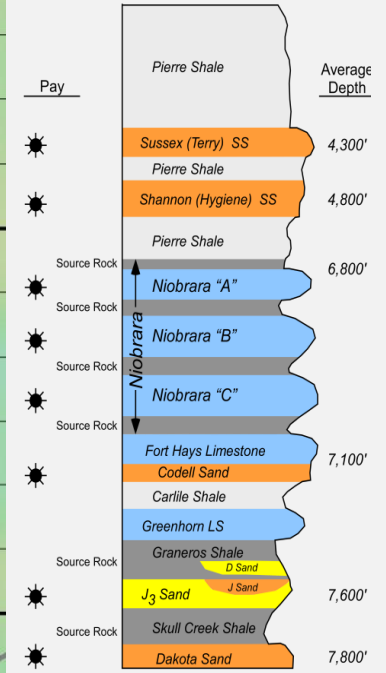 Pay
Average
Depth
Pierre Shale
Sussex (Terry) SS
4,300'
Pierre Shale
Shannon (Hygiene) SS
4,800'
Pierre Shale
Source Rock
6,800'
Niobrara "A"
Source Rock
Niobrara
Niobrara "B"
Source Rock
Niobrara "C"
Source Rock
Fort Hays Limestone
7,100'
Codell Sand
Carlile Shale
Greenhorn LS
Graneros Shale
Source Rock
D Sand
J Sand
J3 Sand
7,600'
Source Rock
Skull Creek Shale
Dakota Sand
7,800'